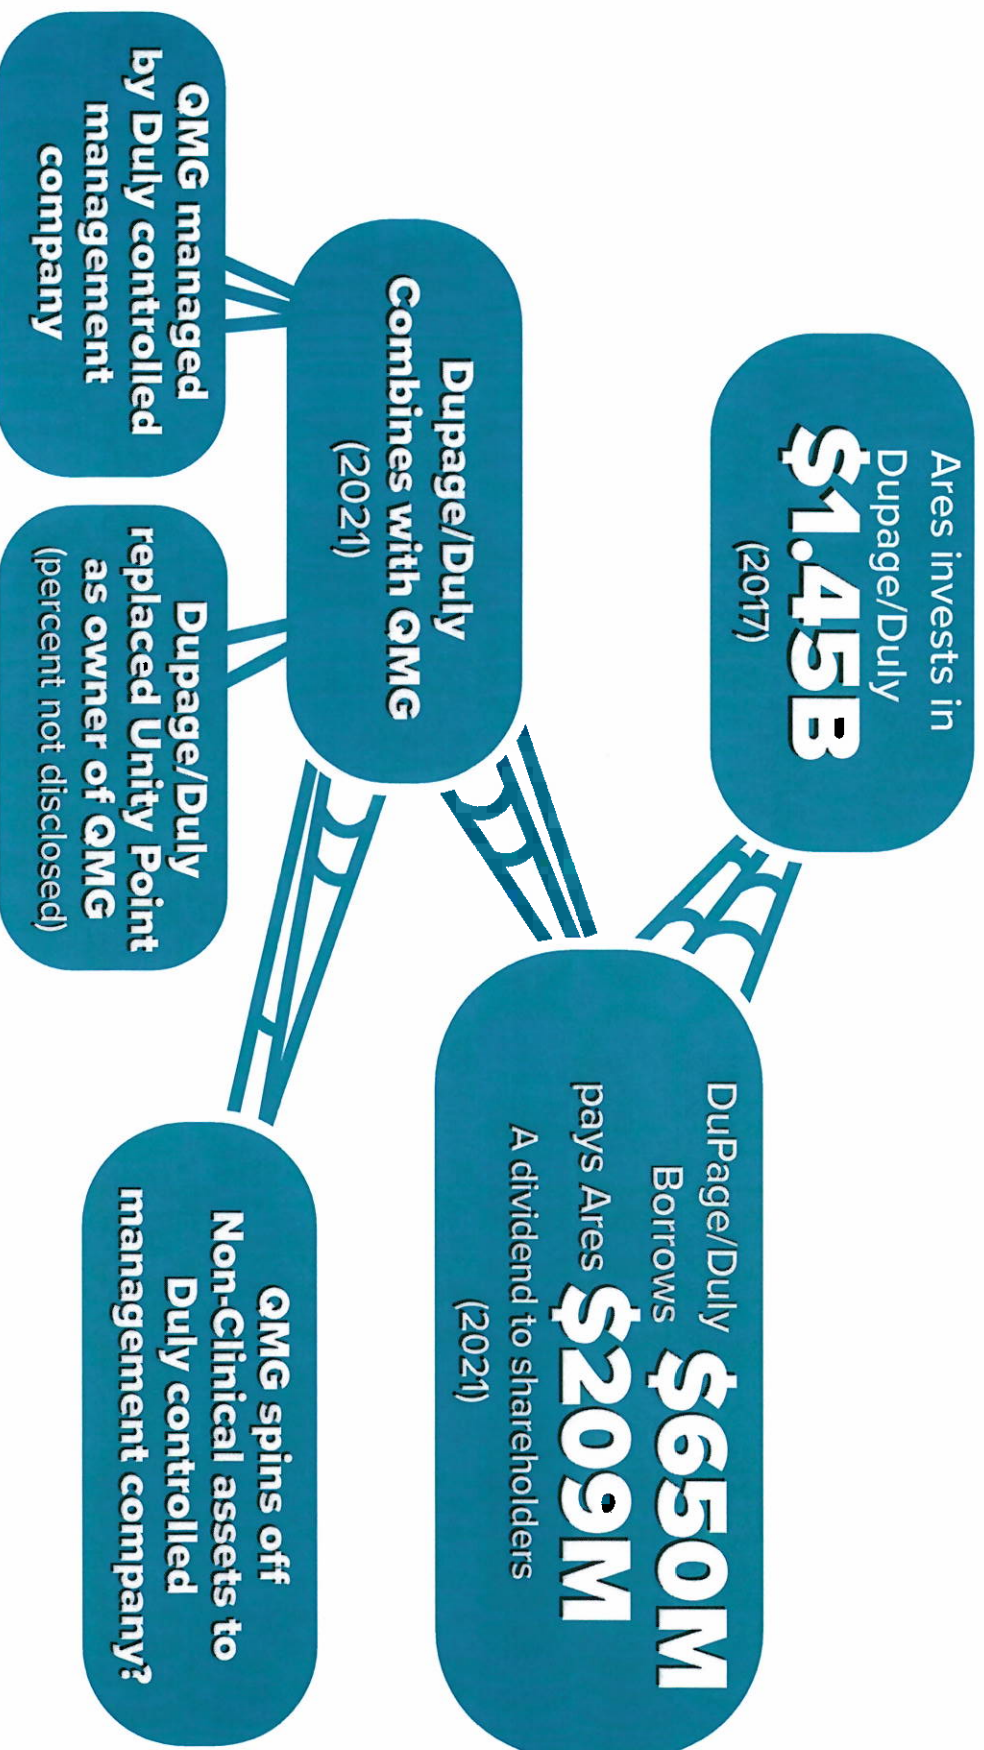 Ares invests in
Dupage/Duly
$1.45B
(2017)
DuPage/Duly
Borrows $650M
pays Ares $209M
A dividend to shareholders
(2021)
Dupage/Duly
Combines with QMG
(2021)
QMG managed
by Duly controlled
management
company
Dupage/Duly
replaced Unity Point
as owner of QMG
(percent not disclosed)
QMG spins off
Non-Clinical assets to
Duly controlled
management company?